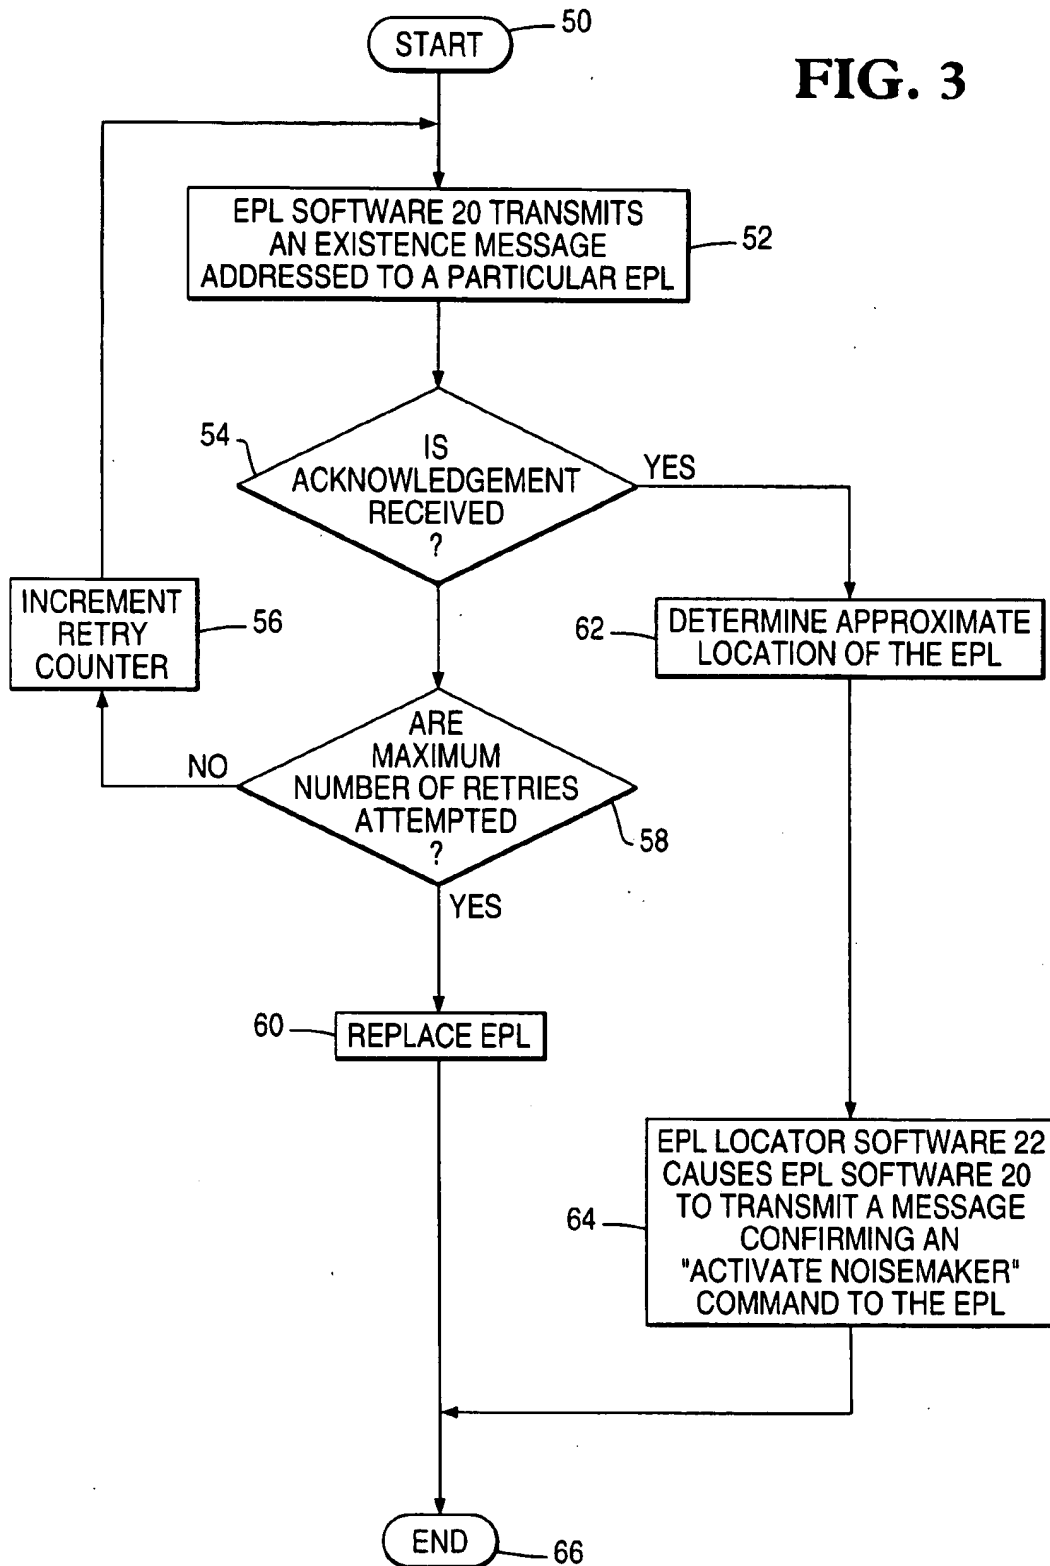 START
50
FIG. 3
EPL SOFTWARE 20 TRANSMITS
AN EXISTENCE MESSAGE
ADDRESSED TO A PARTICULAR EPL
52
54
IS
ACKNOWLEDGEMENT
RECEIVED
?
YES
INCREMENT
RETRY
COUNTER
56
62
DETERMINE APPROXIMATE
LOCATION OF THE EPL
NO
ARE
MAXIMUM
NUMBER OF RETRIES
ATTEMPTED
?
58
YES
60
REPLACE EPL
64
EPL LOCATOR SOFTWARE 22
CAUSES EPL SOFTWARE 20
TO TRANSMIT A MESSAGE
CONFIRMING AN
"ACTIVATE NOISEMAKER"
COMMAND TO THE EPL
END
66